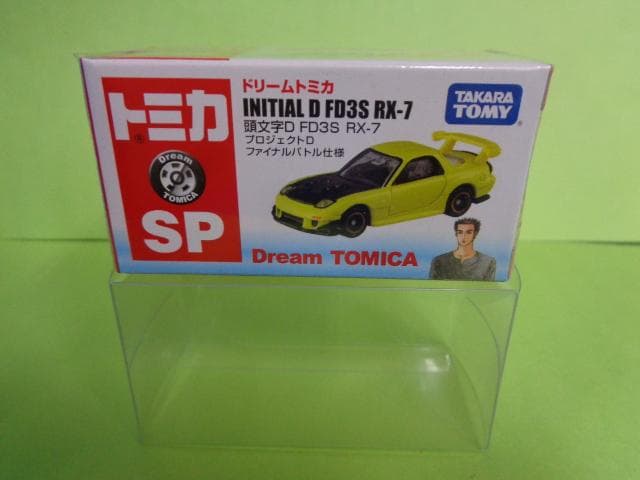 トミカ
®
Dream
TOMICA
SP
ドリームトミカ
INITIAL D FD3S RX-7
頭文字D FD3S RX-7
プロジェクトD
ファイナルバトル仕様
Dream TOMICA
TAKARA
TOMY